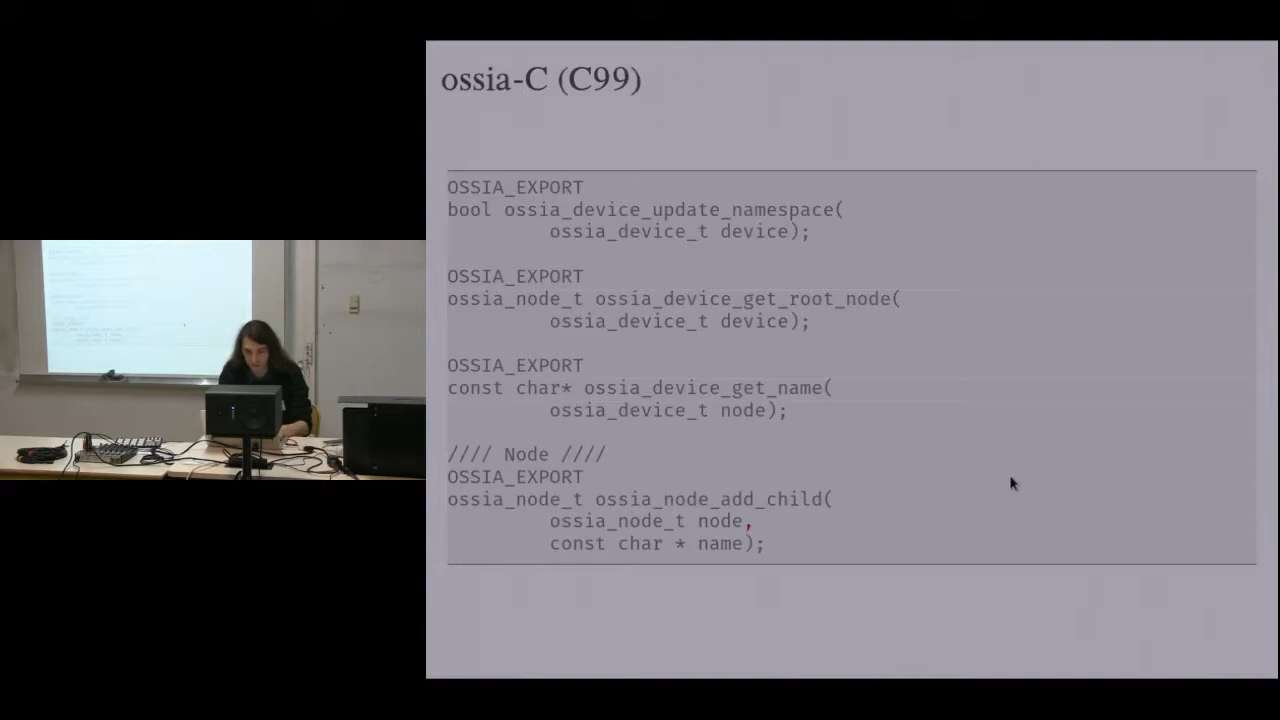 ossia-C (C99)
OSSIA_EXPORT
bool ossia_device_update_namespace(
ossia_device_t device);
OSSIA_EXPORT
ossia_node_t ossia_device_get_root_node(
ossia_device_t device);
OSSIA_EXPORT
const char* ossia_device_get_name(
ossia_device_t node);
//// Node ////
OSSIA_EXPORT
ossia_node_t ossia_node_add_child(
ossia_node_t node,
const char * name);